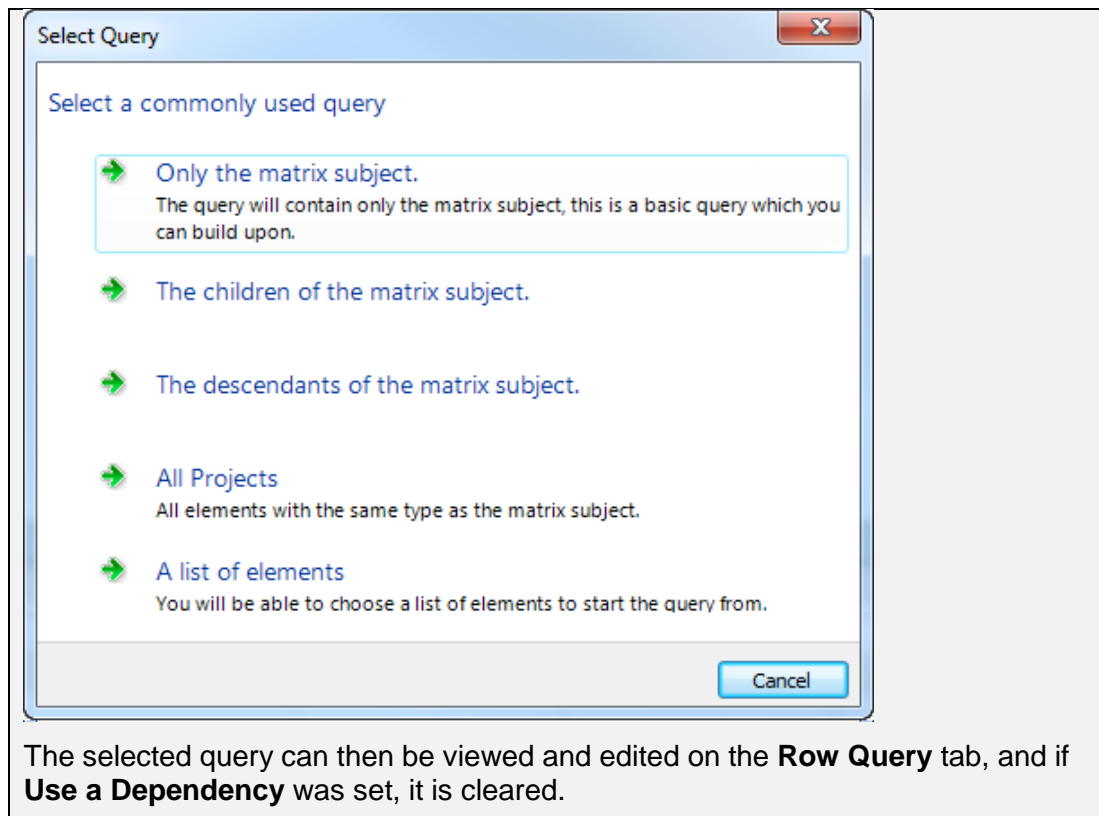 Select Query
Select a commonly used query
Only the matrix subject.
The query will contain only the matrix subject, this is a basic query which you
can build upon.
The children of the matrix subject.
The descendants of the matrix subject.
All Projects
All elements with the same type as the matrix subject.
A list of elements
You will be able to choose a list of elements to start the query from.
Cancel
The selected query can then be viewed and edited on the Row Query tab, and if
Use a Dependency was set, it is cleared.